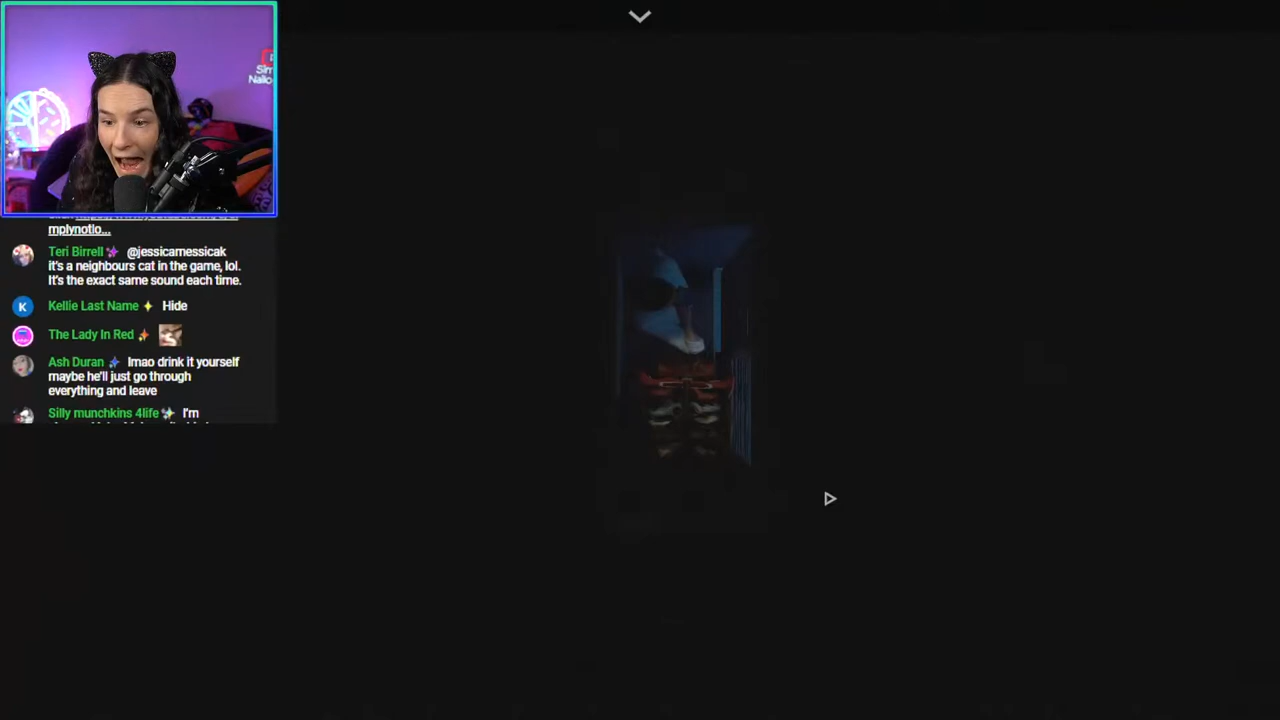 mplynotlo...
Teri Birrell @jessicamessicak
it's a neighbours cat in the game, lol.
It's the exact same sound each time.
K Kellie Last Name Hide
The Lady In Red
Ash Duran lmao drink it yourself
maybe he'll just go through
everything and leave
Silly munchkins 4life I'm